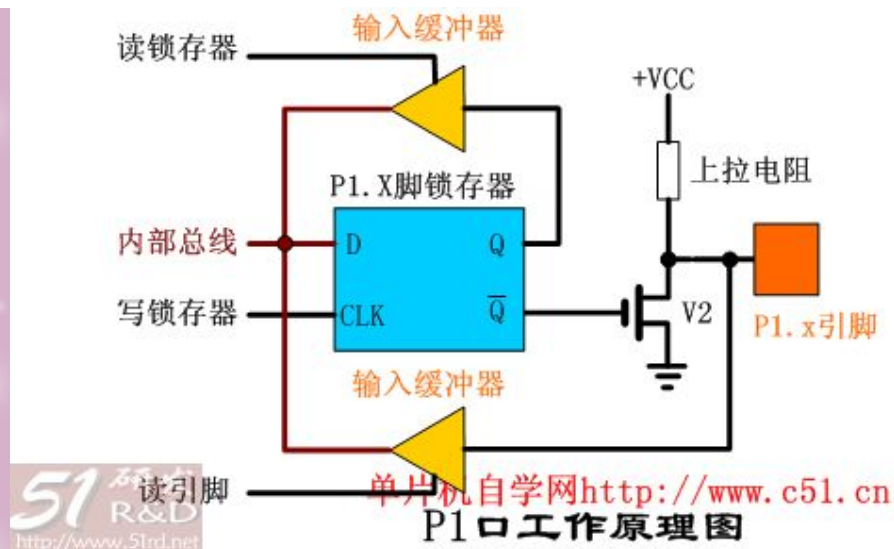 输入缓冲器
读锁存器
+VCC
上拉电阻
P1.X脚锁存器
内部总线
D
Q
写锁存器
CLK
Q
V2
P1.x引脚
输入缓冲器
读引脚
单片机自学网http://www.c51.cn
51 研发
R&D
http://www.51rd.net
P1口工作原理图